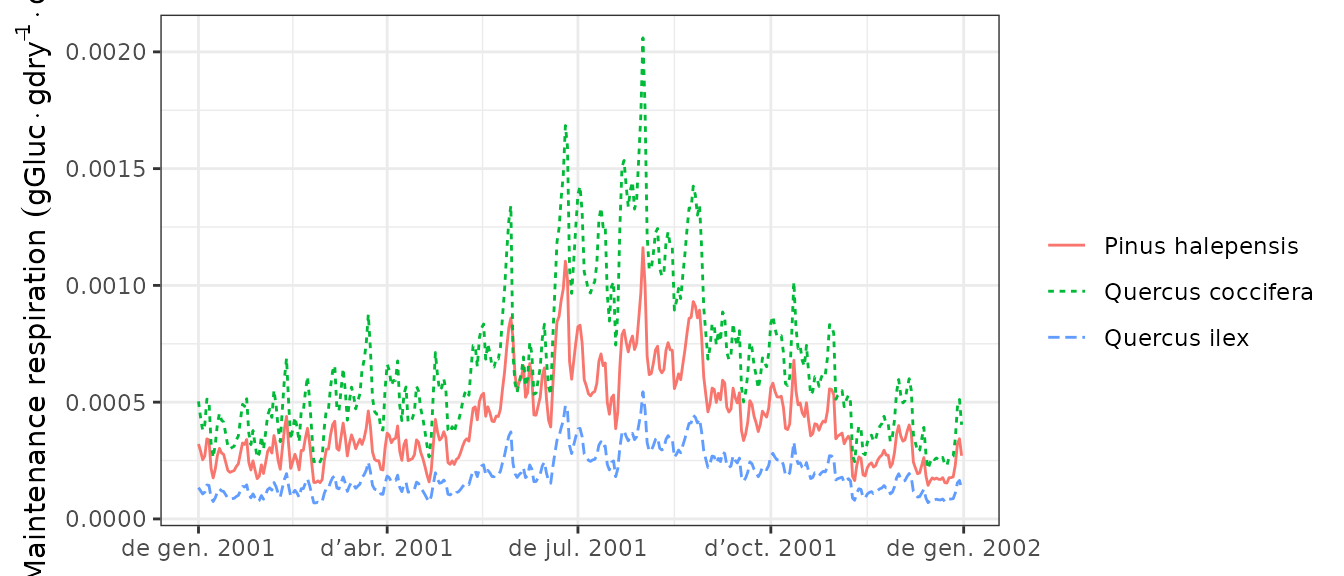 Maintenance respiration (gGluc · gdry⁻¹ ·
0.0020
0.0015
0.0010
0.0005
0.0000
de gen. 2001 d’abr. 2001 de jul. 2001 d’oct. 2001 de gen. 2002
Pinus halepensis
Quercus coccifera
Quercus ilex